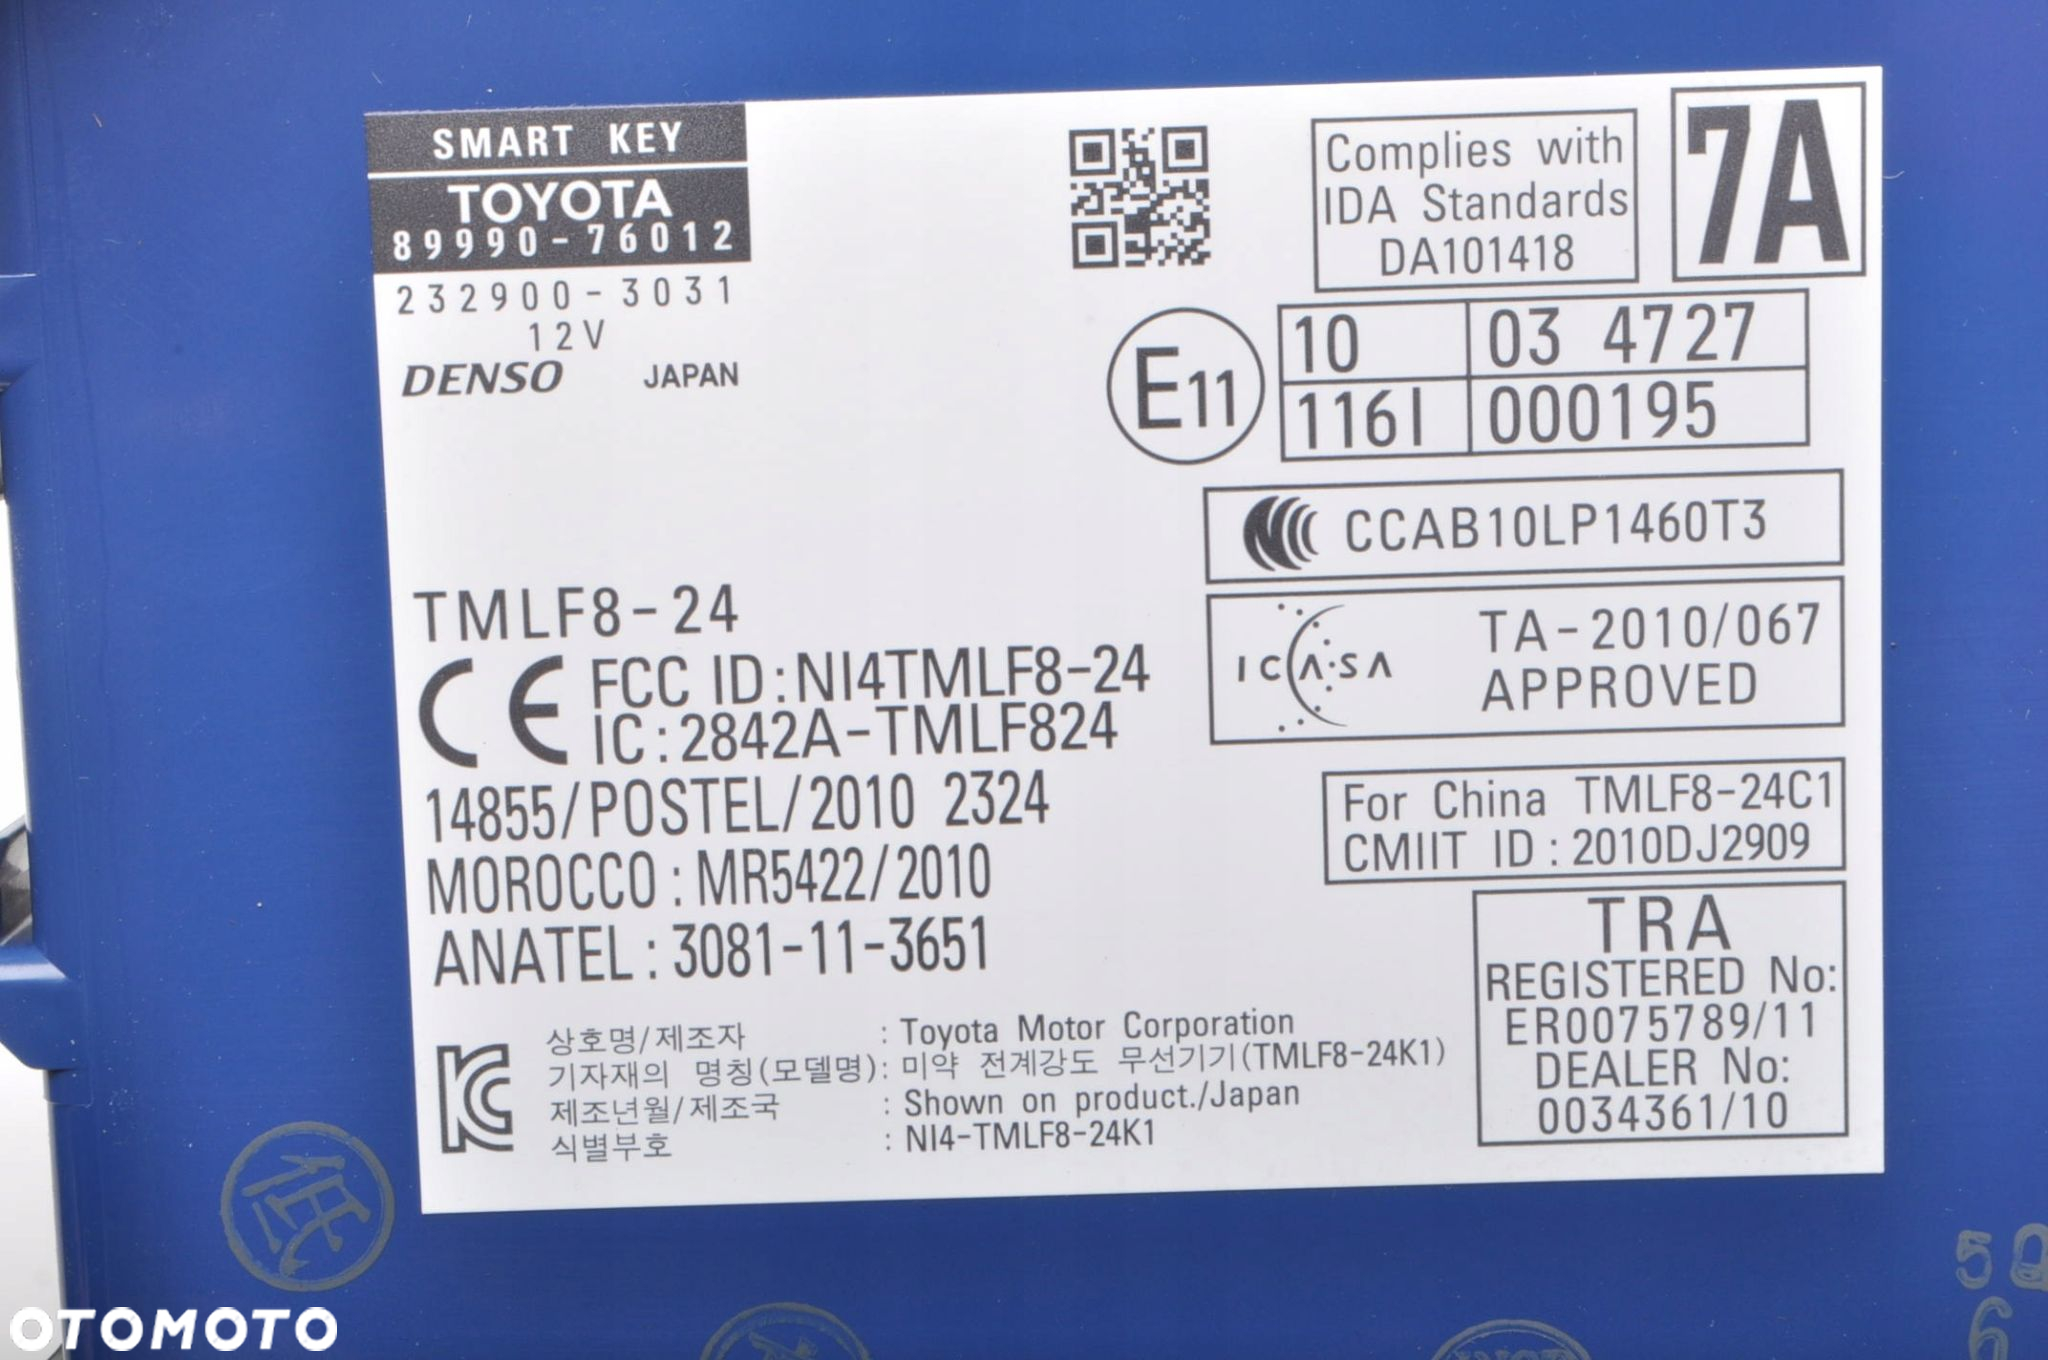 SMART KEY
TOYOTA
89990-76012
232900-3031
12V
DENSO JAPAN
Complies with
IDA Standards
DA101418
7A
E11
10 03 4727
116I 000195
CCAB10LP1460T3
ICASA
TA-2010/067
APPROVED
TMLF8-24
CE FCC ID:NI4TMLF8-24
IC:2842A-TMLF824
14855/POSTEL/2010 2324
MOROCCO:MR5422/2010
ANATEL:3081-11-3651
For China TMLF8-24C1
CMIIT ID:2010DJ2909
TRA
REGISTERED No:
ER0075789/11
DEALER No:
0034361/10
상호명/제조자 : Toyota Motor Corporation
기자재의 명칭(모델명): 미약 전계강도 무선기기(TMLF8-24K1)
제조년월/제조국 : Shown on product./Japan
식별부호 : NI4-TMLF8-24K1
OTOMOTO